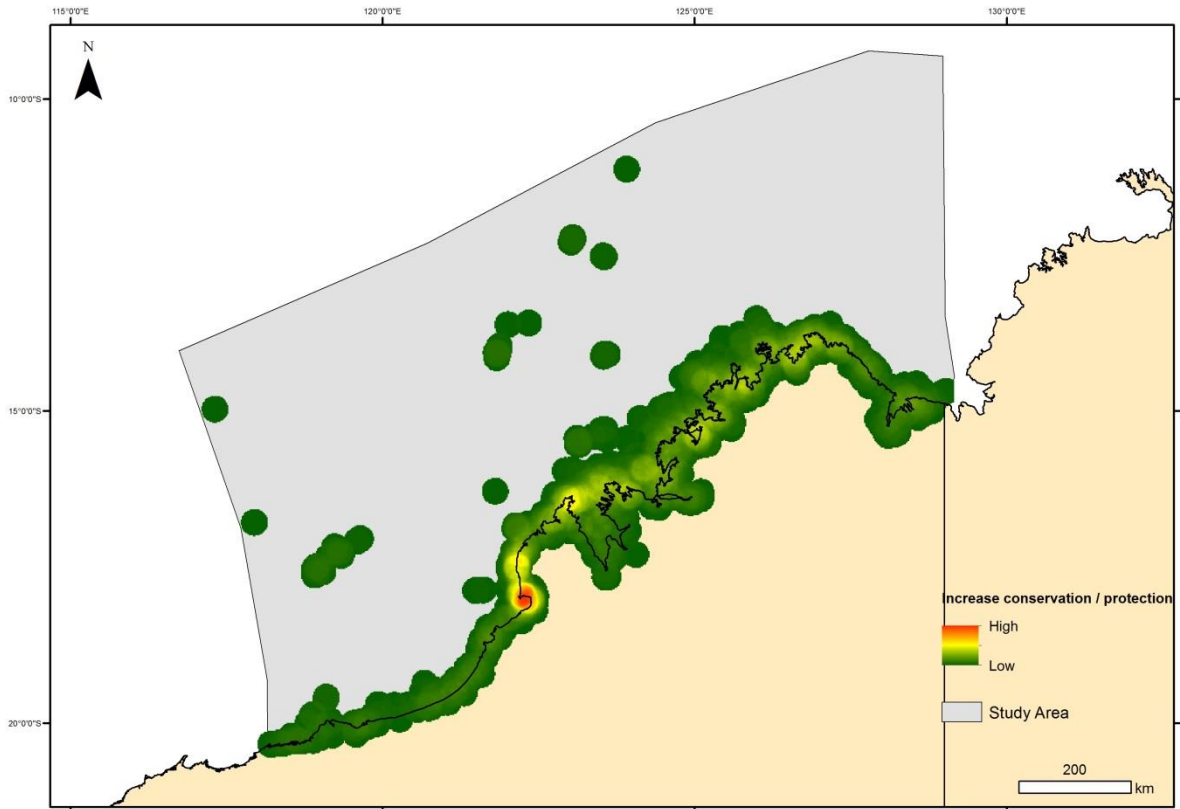 115°0'0"E 120°0'0"E 125°0'0"E 130°0'0"E
N
10°0'0"S
15°0'0"S
20°0'0"S
Increase conservation / protection
High
Low
Study Area
200
km